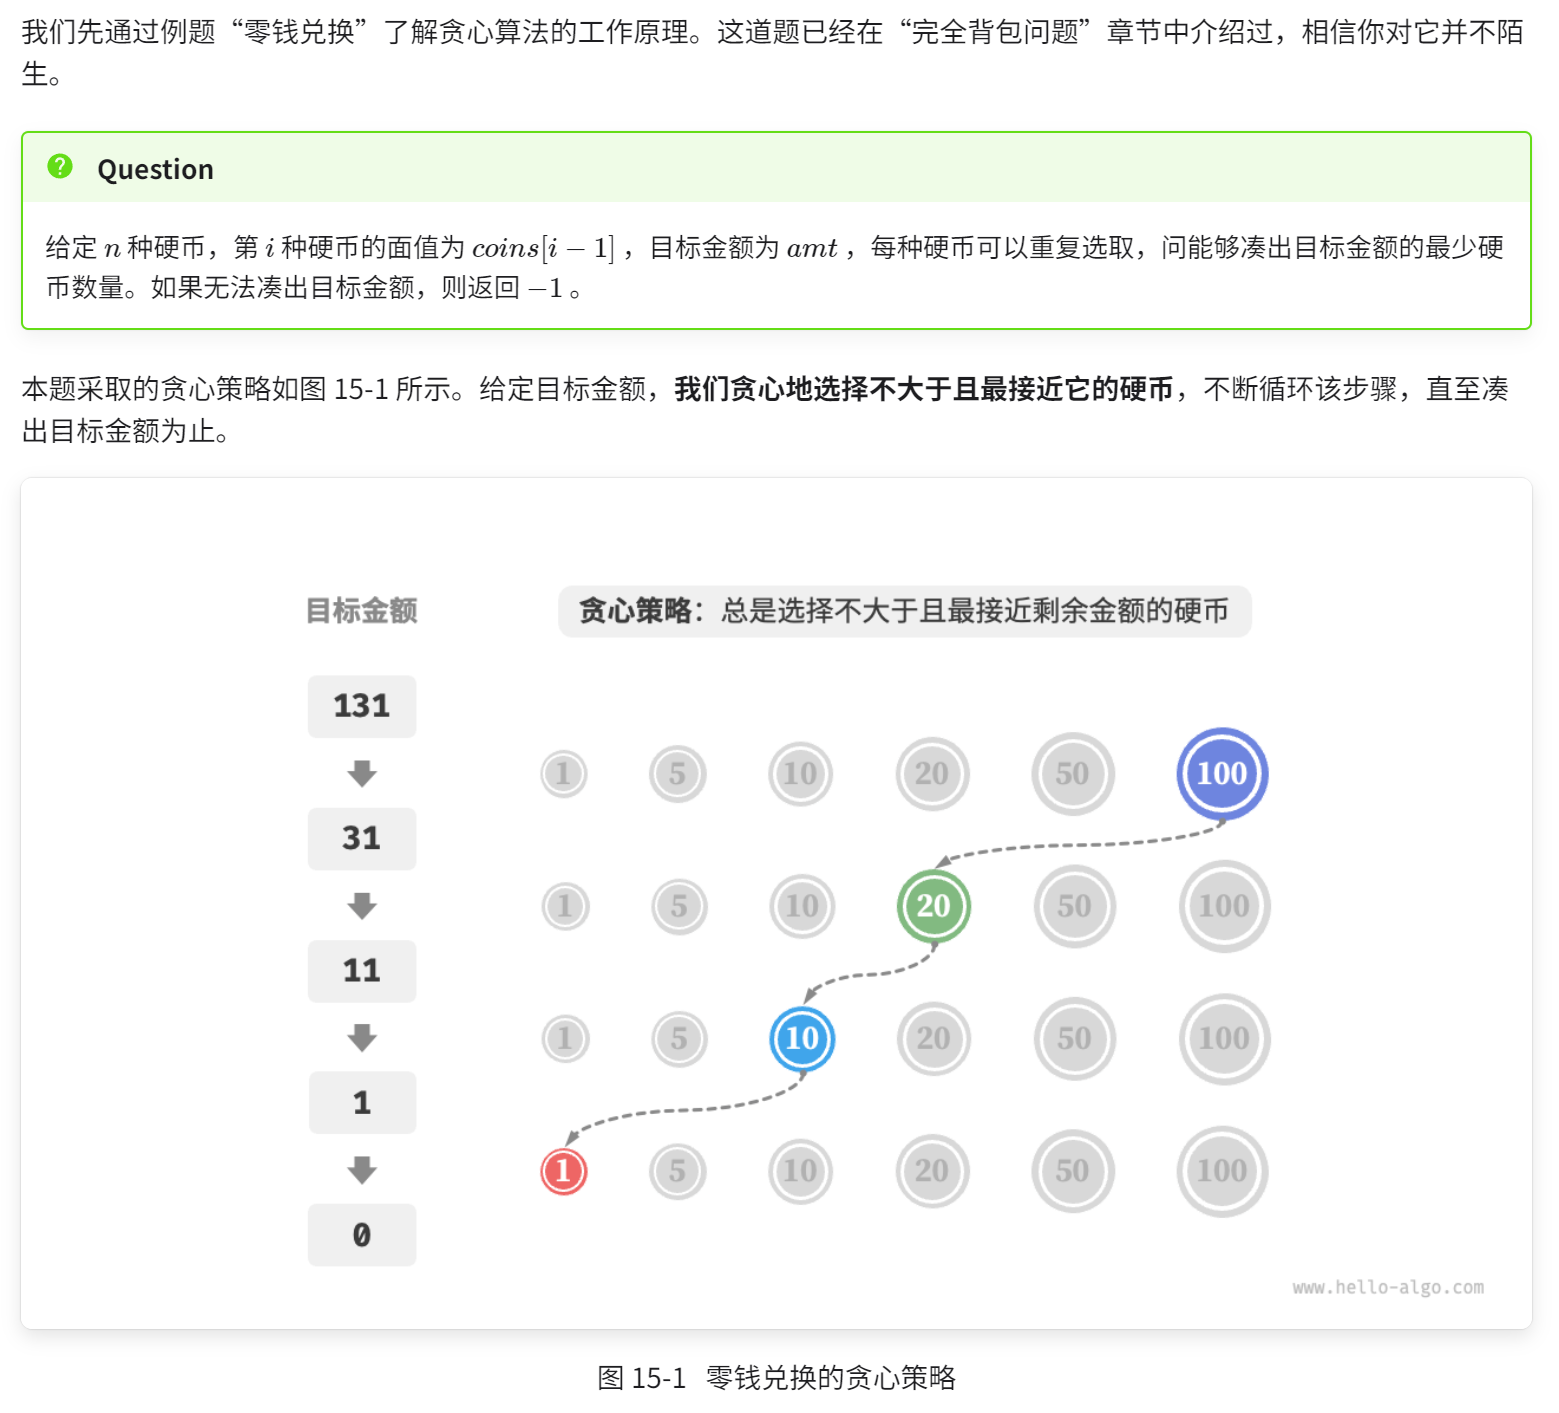 我们先通过例题“零钱兑换”了解贪心算法的工作原理。这道题已经在“完全背包问题”章节中介绍过，相信你对它并不陌
生。
Question
给定 n 种硬币，第 i 种硬币的面值为 coins[i − 1] ，目标金额为 amt ，每种硬币可以重复选取，问能够凑出目标金额的最少硬
币数量。如果无法凑出目标金额，则返回 −1 。
本题采取的贪心策略如图 15-1 所示。给定目标金额，我们贪心地选择不大于且最接近它的硬币，不断循环该步骤，直至凑
出目标金额为止。
目标金额
贪心策略：总是选择不大于且最接近剩余金额的硬币
131
1 5 10 20 50 100
31
1 5 10 20 50 100
11
1 5 10 20 50 100
1
1 5 10 20 50 100
0
www.hello-algo.com
图 15-1 零钱兑换的贪心策略